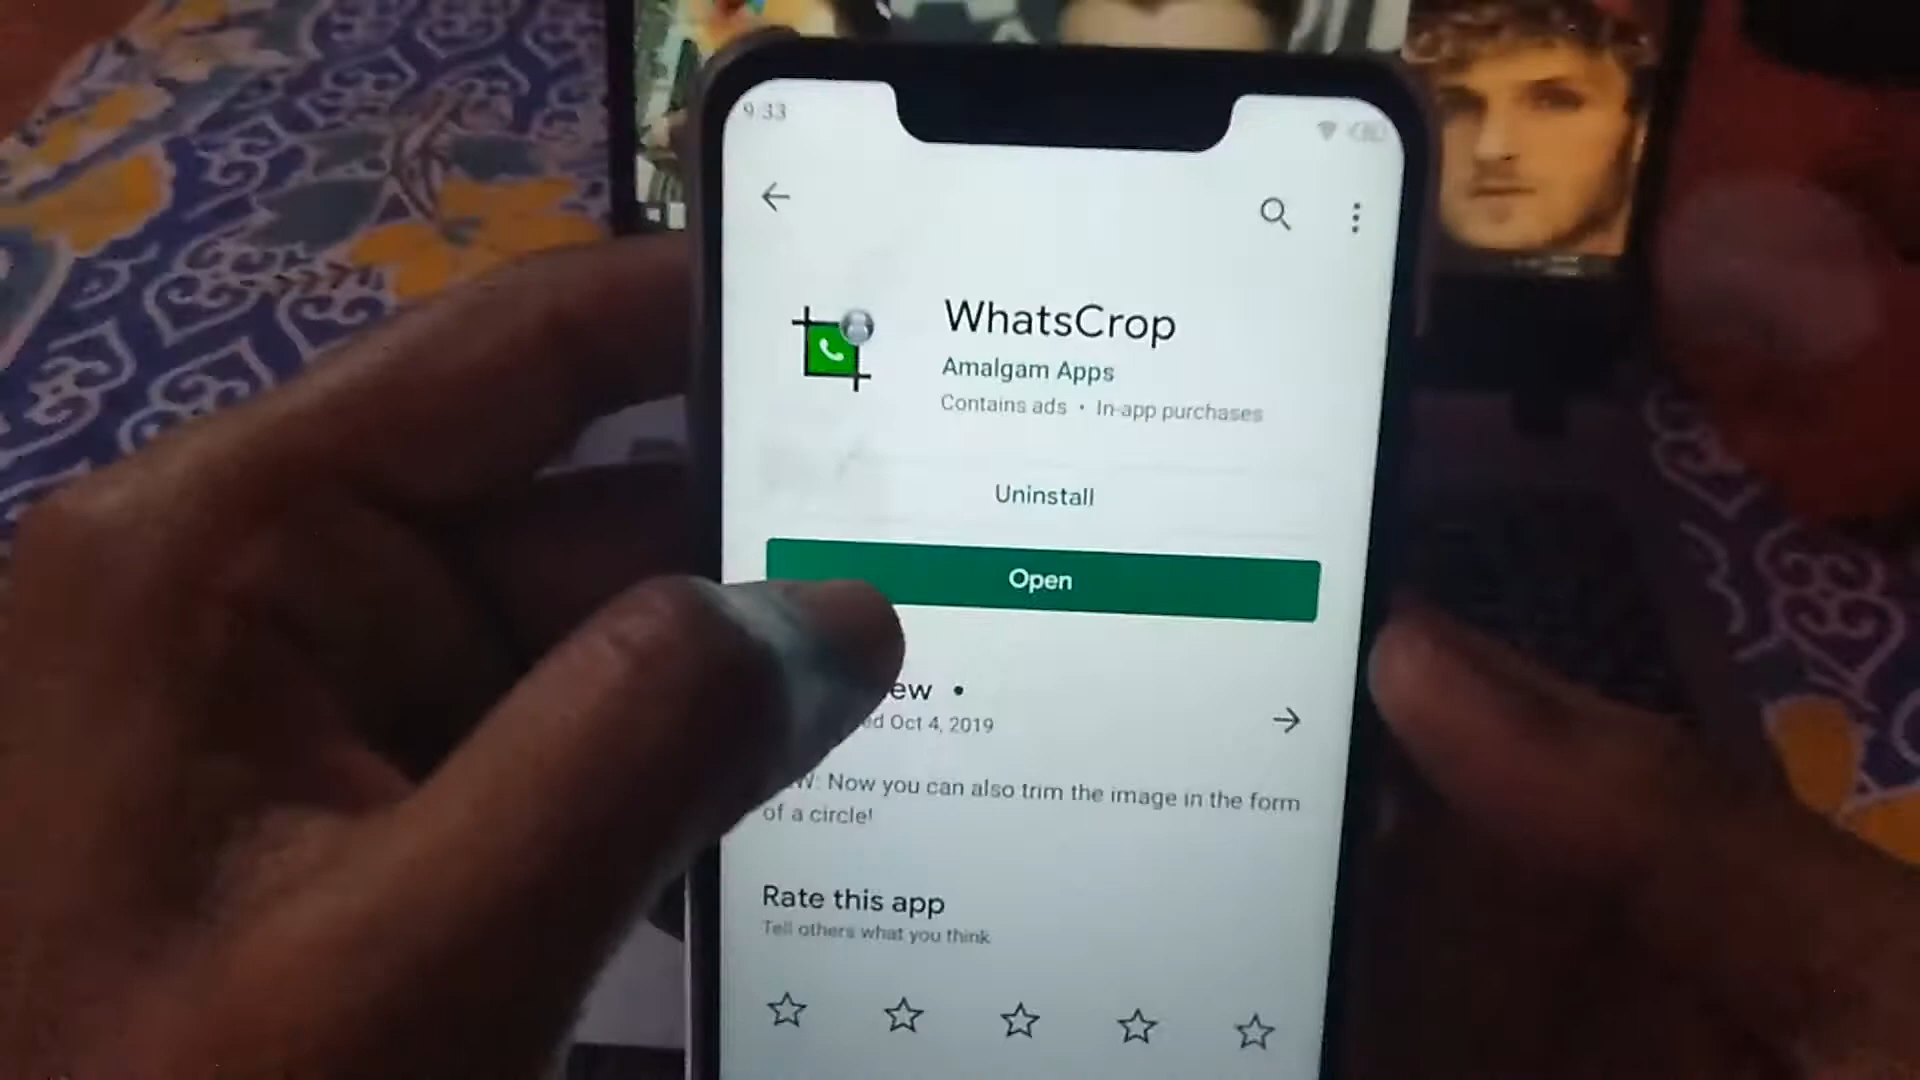 9:33
WhatsCrop
Amalgam Apps
Contains ads • In-app purchases
Uninstall
Open
ew •
ed Oct 4, 2019
W: Now you can also trim the image in the form
of a circle!
Rate this app
Tell others what you think